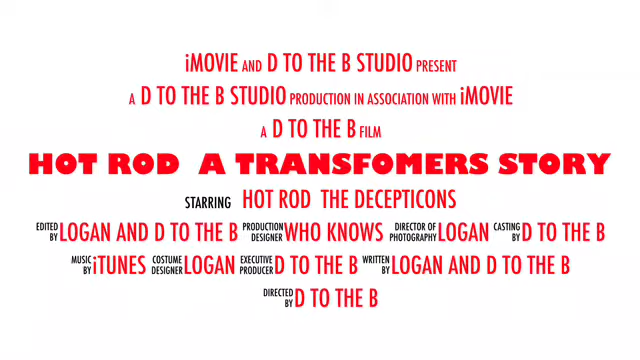 iMOVIE AND D TO THE B STUDIO PRESENT
A D TO THE B STUDIO PRODUCTION IN ASSOCIATION WITH iMOVIE
A D TO THE B FILM
HOT ROD A TRANSFOMERS STORY
STARRING HOT ROD THE DECEPTICONS
EDITED BY LOGAN AND D TO THE B PRODUCTION DESIGNER WHO KNOWS DIRECTOR OF PHOTOGRAPHY LOGAN CASTING BY D TO THE B
MUSIC BY iTUNES COSTUME DESIGNER LOGAN EXECUTIVE PRODUCER D TO THE B WRITTEN BY LOGAN AND D TO THE B
DIRECTED BY D TO THE B